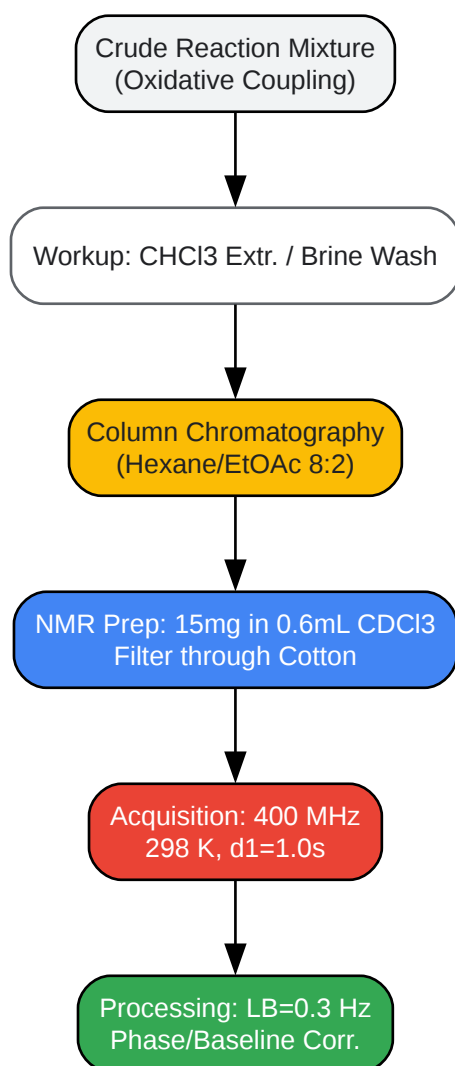 Crude Reaction Mixture
(Oxidative Coupling)
Workup: CHCl3 Extr. / Brine Wash
Column Chromatography
(Hexane/EtOAc 8:2)
NMR Prep: 15mg in 0.6mL CDCl3
Filter through Cotton
Acquisition: 400 MHz
298 K, d1=1.0s
Processing: LB=0.3 Hz
Phase/Baseline Corr.